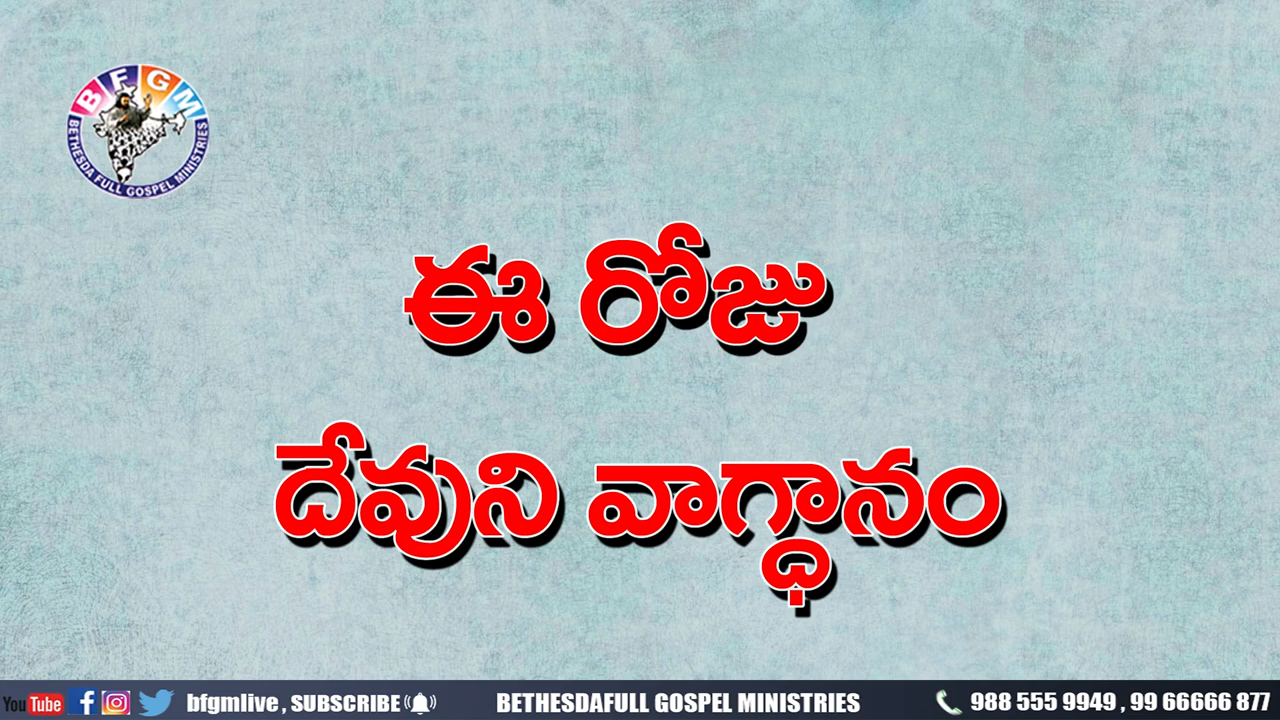 BFGM
BETHESDA FULL GOSPEL MINISTRIES
ఈ రోజు
దేవుని వాగ్ధానం
YouTube bfgmlive , SUBSCRIBE BETHESDAFULL GOSPEL MINISTRIES 988 555 9949 , 99 66666 877